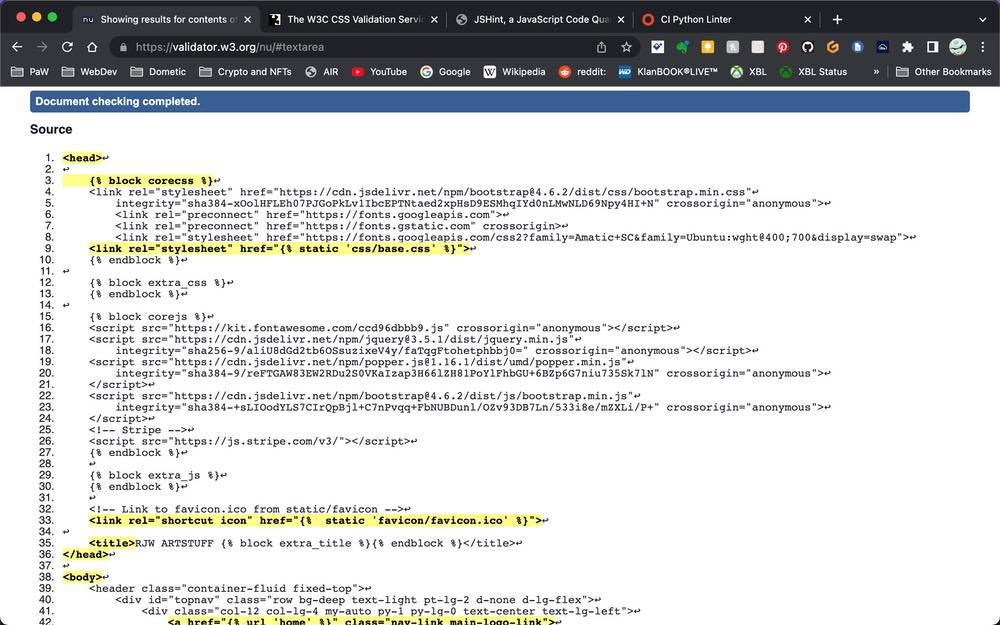 Showing results for contents of
The W3C CSS Validation Servic
JSHint, a JavaScript Code Qua
CI Python Linter
https://validator.w3.org/nu/#textarea
PaW WebDev Dometic Crypto and NFTs AIR YouTube Google Wikipedia reddit: KlanBOOK®LIVE™ XBL XBL Status » Other Bookmarks
Document checking completed.
Source
1. <head>↩
2. ↩
3. {% block corecss %}↩
4. <link rel="stylesheet" href="https://cdn.jsdelivr.net/npm/bootstrap@4.6.2/dist/css/bootstrap.min.css"↩
5. integrity="sha384-xOolHFLEh07PJGoPkLv1IbcEPTNtaed2xpHsD9ESMhqIYd0nLMwNLD69Npy4HI+N" crossorigin="anonymous">↩
6. <link rel="preconnect" href="https://fonts.googleapis.com">↩
7. <link rel="preconnect" href="https://fonts.gstatic.com" crossorigin>↩
8. <link rel="stylesheet" href="https://fonts.googleapis.com/css2?family=Amatic+SC&family=Ubuntu:wght@400;700&display=swap">↩
9. <link rel="stylesheet" href="{% static 'css/base.css' %}">↩
10. {% endblock %}↩
11. ↩
12. {% block extra_css %}↩
13. {% endblock %}↩
14. ↩
15. {% block corejs %}↩
16. <script src="https://kit.fontawesome.com/ccd96dbbb9.js" crossorigin="anonymous"></script>↩
17. <script src="https://cdn.jsdelivr.net/npm/jquery@3.5.1/dist/jquery.min.js"↩
18. integrity="sha256-9/aliU8dGd2tb6OSsuzixeV4y/faTqgFtohetphbbj0=" crossorigin="anonymous"></script>↩
19. <script src="https://cdn.jsdelivr.net/npm/popper.js@1.16.1/dist/umd/popper.min.js"↩
20. integrity="sha384-9/reFTGAW83EW2RDu2S0VKaIzap3H66lZH81PoYlFhbGU+6BZp6G7niu735Sk7lN" crossorigin="anonymous">↩
21. </script>↩
22. <script src="https://cdn.jsdelivr.net/npm/bootstrap@4.6.2/dist/js/bootstrap.min.js"↩
23. integrity="sha384-+sLIOodYLS7CIrQpBjl+C7nPvqq+FbNUBDunl/OZv93DB7Ln/533i8e/mZXLi/P+" crossorigin="anonymous">↩
24. </script>↩
25. <!-- Stripe -->↩
26. <script src="https://js.stripe.com/v3/"></script>↩
27. {% endblock %}↩
28. ↩
29. {% block extra_js %}↩
30. {% endblock %}↩
31. ↩
32. <!-- Link to favicon.ico from static/favicon -->↩
33. <link rel="shortcut icon" href="{%  static 'favicon/favicon.ico' %}">↩
34. ↩
35. <title>RJW ARTSTUFF {% block extra_title %}{% endblock %}</title>↩
36. </head>↩
37. ↩
38. <body>↩
39. <header class="container-fluid fixed-top">↩
40. <div id="topnav" class="row bg-deep text-light pt-lg-2 d-none d-lg-flex">↩
41. <div class="col-12 col-lg-4 my-auto py-1 py-lg-0 text-center text-lg-left">↩
42. <a href="{% url 'home' %}" class="nav-link main-logo-link">↩